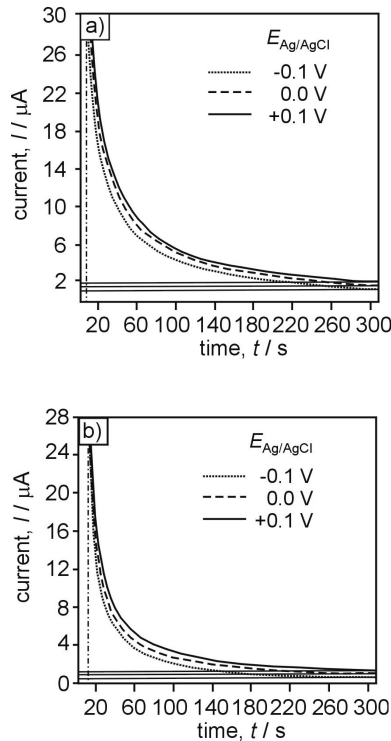 a)
E Ag/AgCl
-0.1 V
0.0 V
+0.1 V
30
26
22
18
14
10
6
2
current, I / µA
20 60 100 140 180 220 260 300
time, t / s
b)
E Ag/AgCl
-0.1 V
0.0 V
+0.1 V
28
24
20
16
12
8
4
0
current, I / µA
20 60 100 140 180 220 260 300
time, t / s